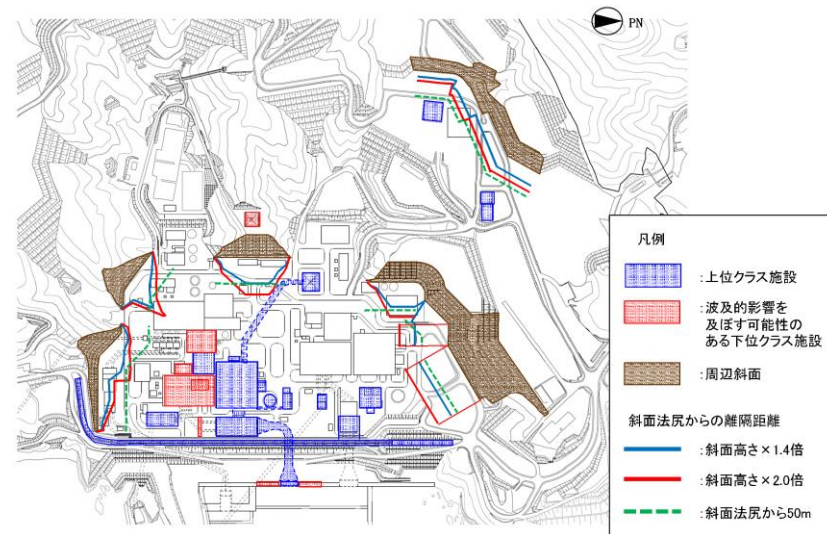 PN
凡例
:上位クラス施設
:波及的影響を
及ぼす可能性の
ある下位クラス施設
:周辺斜面
斜面法尻からの離隔距離
:斜面高さ×1.4倍
:斜面高さ×2.0倍
:斜面法尻から50m